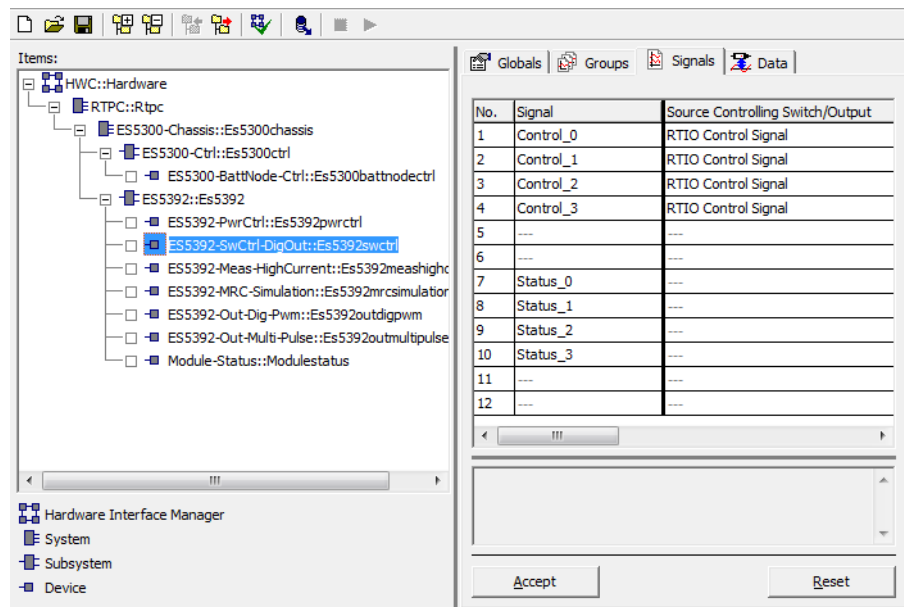 Items:
HWC::Hardware
RTPC::Rtpc
ES5300-Chassis::Es5300chassis
ES5300-Ctrl::Es5300ctrl
ES5300-BattNode-Ctrl::Es5300battnodectrl
ES5392::Es5392
ES5392-PwrCtrl::Es5392pwrctrl
ES5392-SwCtrl-DigOut::Es5392swctrl
ES5392-Meas-HighCurrent::Es5392meashighc
ES5392-MRC-Simulation::Es5392mrcsimulation
ES5392-Out-Dig-Pwm::Es5392outdigpwm
ES5392-Out-Multi-Pulse::Es5392outmultipulse
Module-Status::Modulestatus
Hardware Interface Manager
System
Subsystem
Device
Globals Groups Signals Data
No. Signal Source Controlling Switch/Output
1 Control_0 RTIO Control Signal
2 Control_1 RTIO Control Signal
3 Control_2 RTIO Control Signal
4 Control_3 RTIO Control Signal
5 --- ---
6 --- ---
7 Status_0 ---
8 Status_1 ---
9 Status_2 ---
10 Status_3 ---
11 --- ---
12 --- ---
Accept Reset